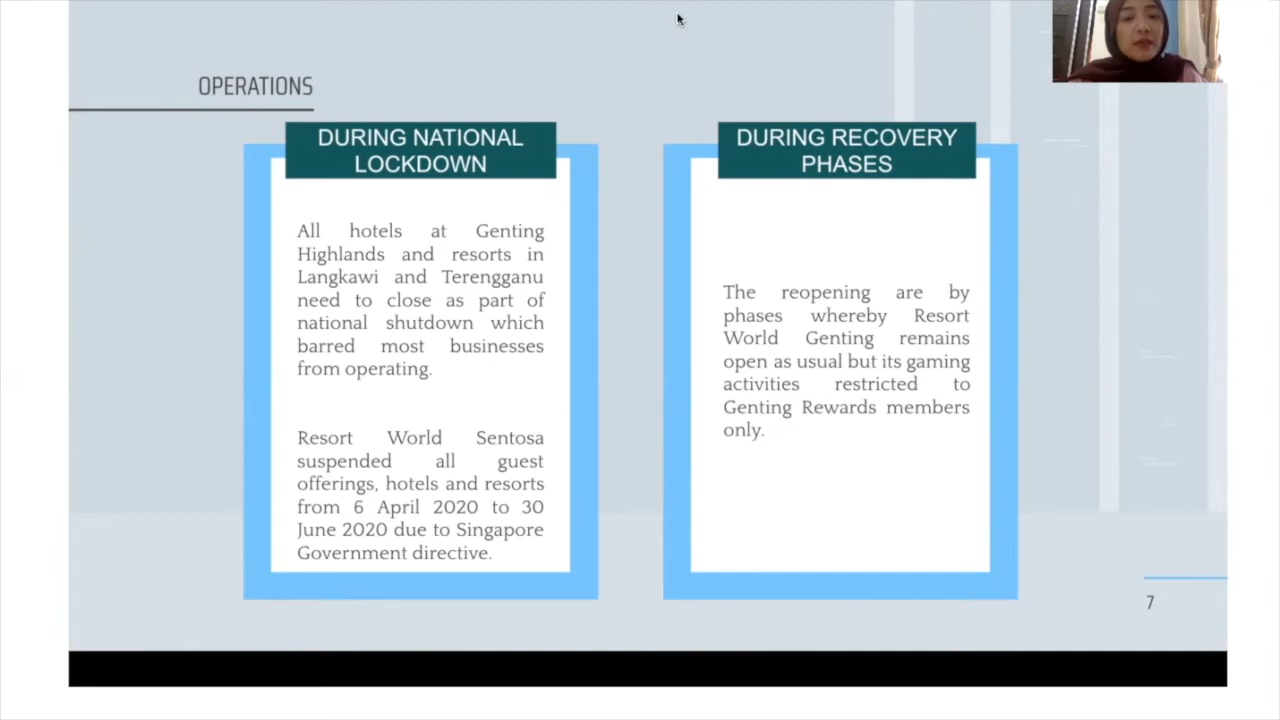 OPERATIONS
DURING NATIONAL
LOCKDOWN
All hotels at Genting
Highlands and resorts in
Langkawi and Terengganu
need to close as part of
national shutdown which
barred most businesses
from operating.
Resort World Sentosa
suspended all guest
offerings, hotels and resorts
from 6 April 2020 to 30
June 2020 due to Singapore
Government directive.
DURING RECOVERY
PHASES
The reopening are by
phases whereby Resort
World Genting remains
open as usual but its gaming
activities restricted to
Genting Rewards members
only.
7